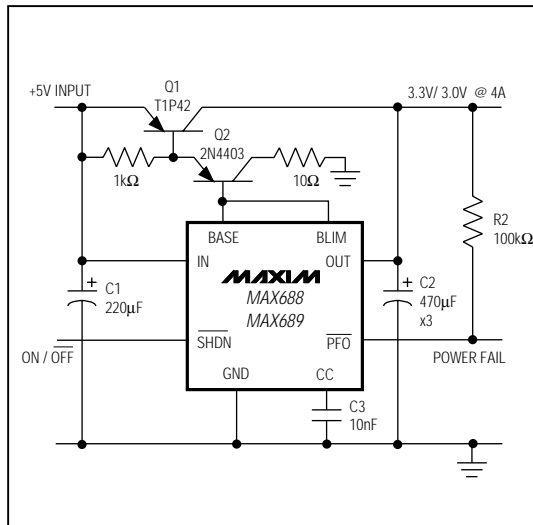 Q1
T1P42
+5V INPUT
3.3V/ 3.0V @ 4A
Q2
2N4403
1kΩ
10Ω
R2
100kΩ
BASE
BLIM
IN
OUT
MAXIM
MAX688
MAX689
C1
220μF
C2
470μF
x3
ON / OFF
SHDN
PFO
POWER FAIL
GND
CC
C3
10nF